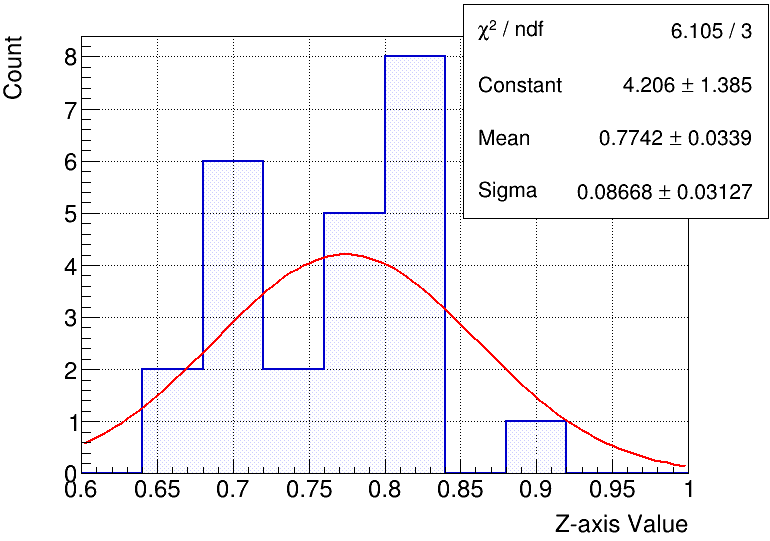 Count
χ² / ndf 6.105 / 3
Constant 4.206 ± 1.385
Mean 0.7742 ± 0.0339
Sigma 0.08668 ± 0.03127
8
7
6
5
4
3
2
1
0
0.6 0.65 0.7 0.75 0.8 0.85 0.9 0.95 1
Z-axis Value